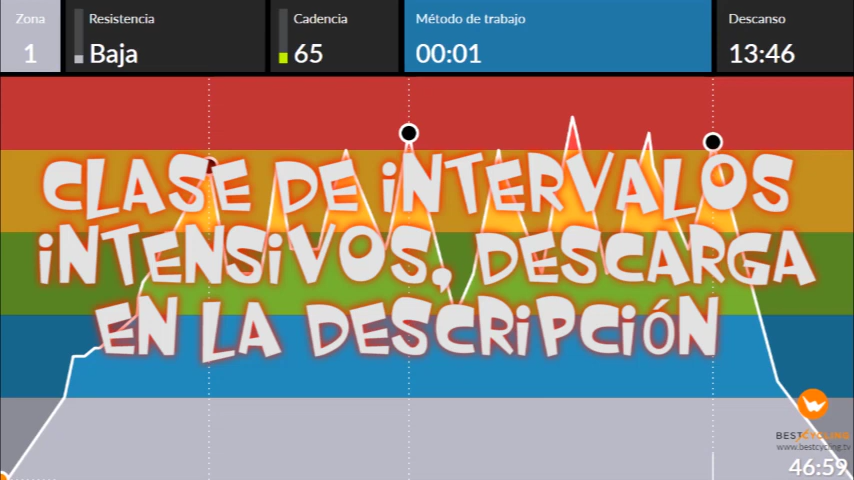 Zona
Resistencia
Cadencia
Método de trabajo
Descanso
1
Baja
65
00:01
13:46
CLASE DE INTERVALOS
INTENSIVOS, DESCARGA
EN LA DESCRIPCIÓN
BESTCYCLING
www.bestcycling.tv
46:59